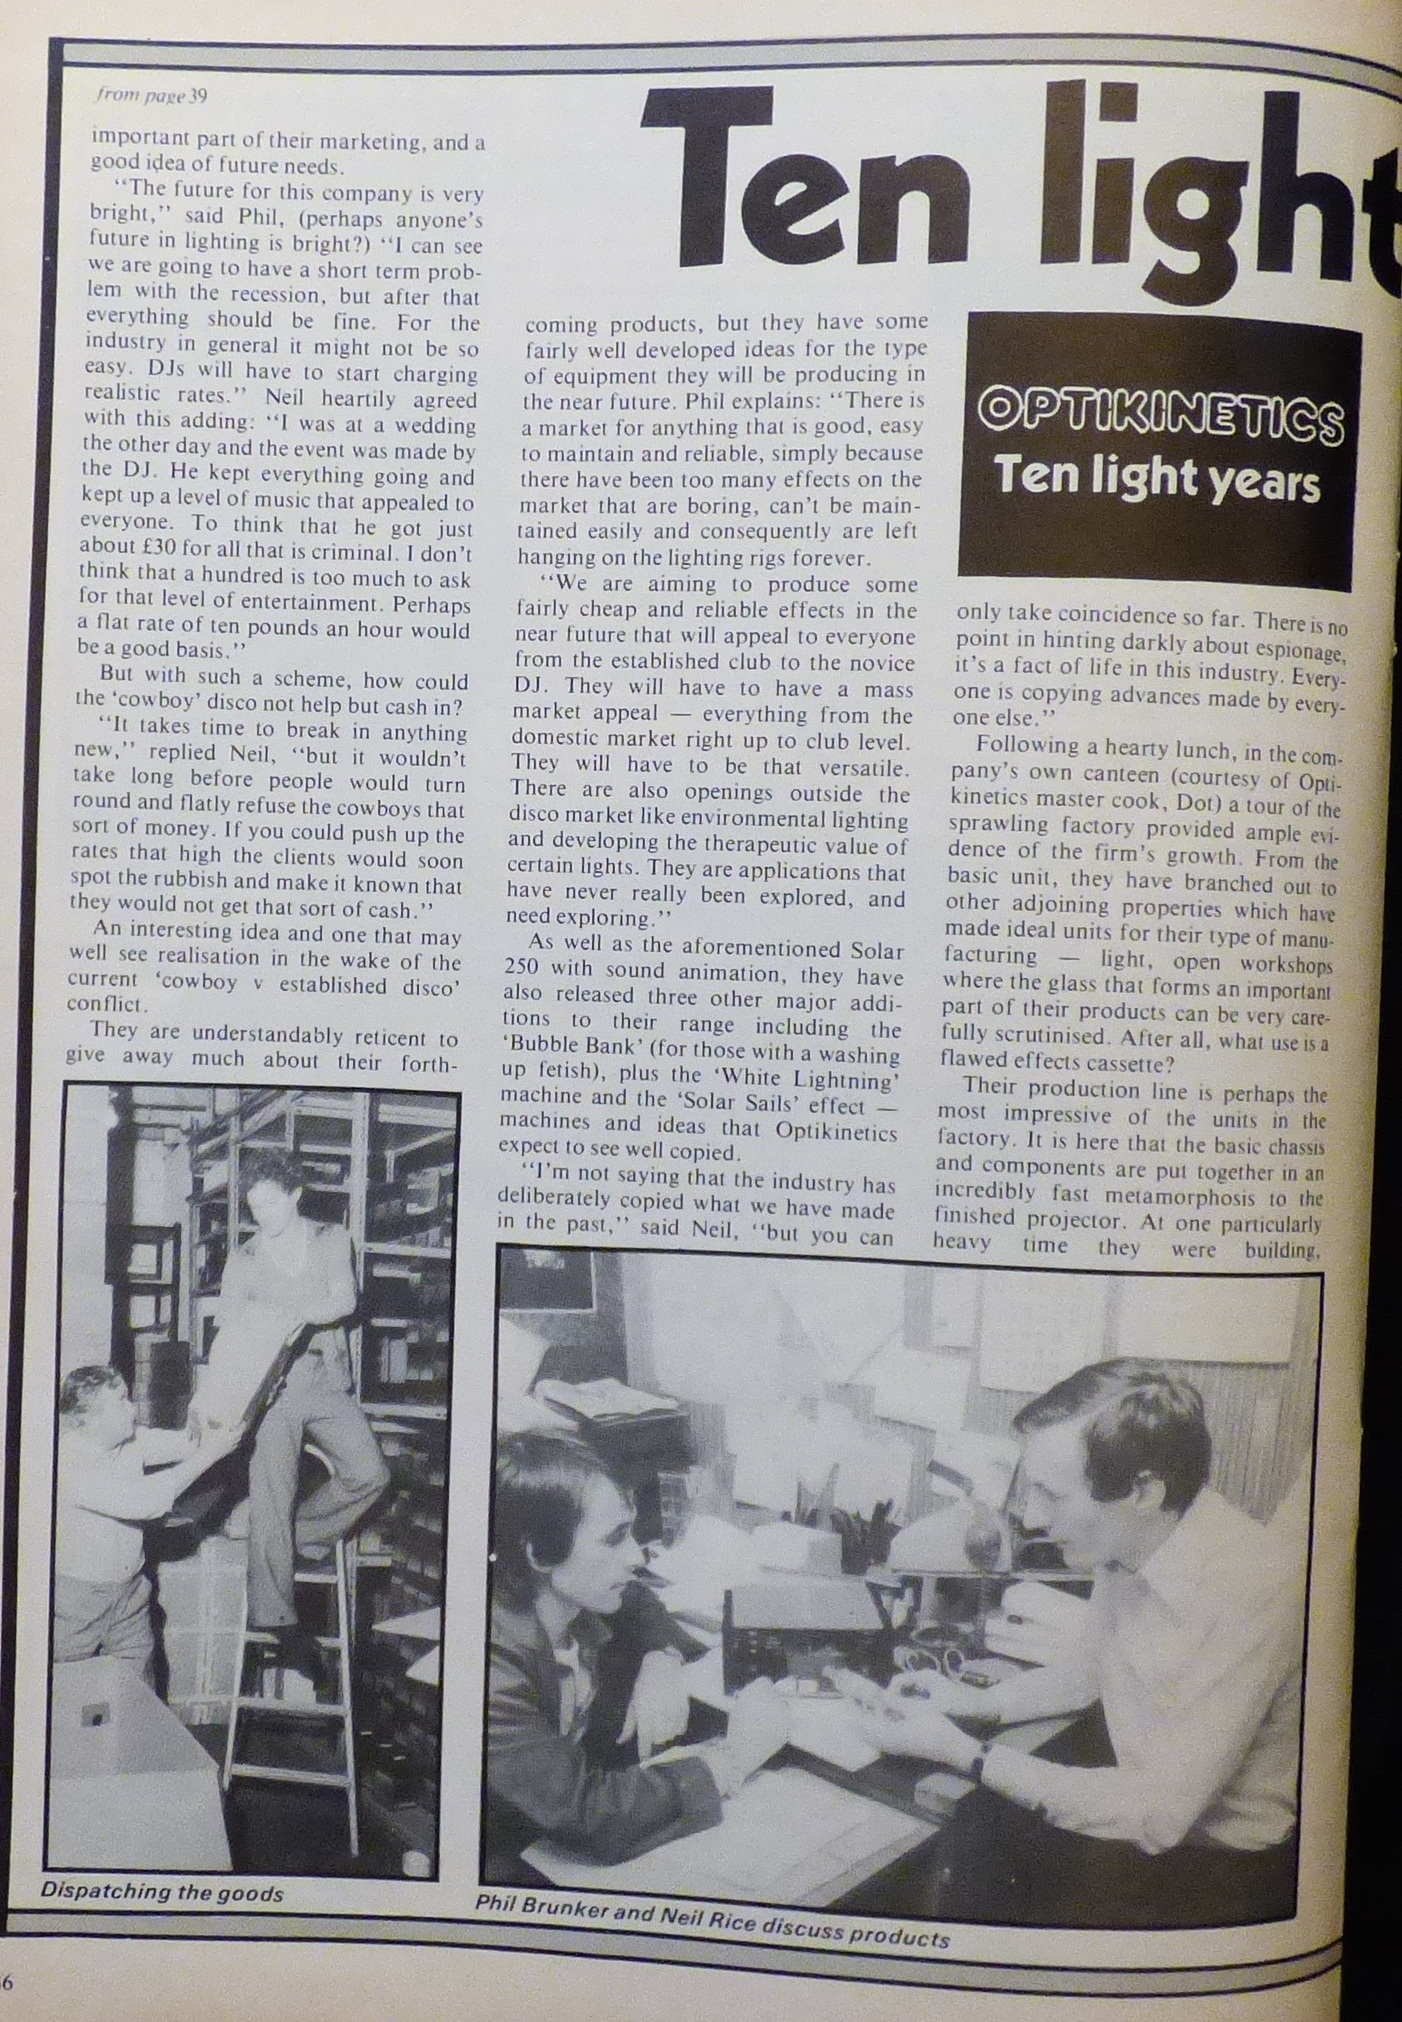 from page 39
Ten light
important part of their marketing, and a
good idea of future needs.
“The future for this company is very
bright,” said Phil, (perhaps anyone's
future in lighting is bright?) “I can see
we are going to have a short term prob-
lem with the recession, but after that
everything should be fine. For the
industry in general it might not be so
easy. DJs will have to start charging
realistic rates.” Neil heartily agreed
with this adding: “I was at a wedding
the other day and the event was made by
the DJ. He kept everything going and
kept up a level of music that appealed to
everyone. To think that he got just
about £30 for all that is criminal. I don't
think that a hundred is too much to ask
for that level of entertainment. Perhaps
a flat rate of ten pounds an hour would
be a good basis.”
But with such a scheme, how could
the ‘cowboy’ disco not help but cash in?
“It takes time to break in anything
new,” replied Neil, “but it wouldn't
take long before people would turn
round and flatly refuse the cowboys that
sort of money. If you could push up the
rates that high the clients would soon
spot the rubbish and make it known that
they would not get that sort of cash.”
An interesting idea and one that may
well see realisation in the wake of the
current ‘cowboy v established disco’
conflict.
They are understandably reticent to
give away much about their forth-
coming products, but they have some
fairly well developed ideas for the type
of equipment they will be producing in
the near future. Phil explains: “There is
a market for anything that is good, easy
to maintain and reliable, simply because
there have been too many effects on the
market that are boring, can't be main-
tained easily and consequently are left
hanging on the lighting rigs forever.
“We are aiming to produce some
fairly cheap and reliable effects in the
near future that will appeal to everyone
from the established club to the novice
DJ. They will have to have a mass
market appeal — everything from the
domestic market right up to club level.
They will have to be that versatile.
There are also openings outside the
disco market like environmental lighting
and developing the therapeutic value of
certain lights. They are applications that
have never really been explored, and
need exploring.”
As well as the aforementioned Solar
250 with sound animation, they have
also released three other major addi-
tions to their range including the
‘Bubble Bank’ (for those with a washing
up fetish), plus the ‘White Lightning’
machine and the ‘Solar Sails’ effect —
machines and ideas that Optikinetics
expect to see well copied.
“I'm not saying that the industry has
deliberately copied what we have made
in the past,” said Neil, “but you can
OPTIKINETICS
Ten light years
only take coincidence so far. There is no
point in hinting darkly about espionage,
it's a fact of life in this industry. Every-
one is copying advances made by every-
one else.”
Following a hearty lunch, in the com-
pany's own canteen (courtesy of Opti-
kinetics master cook, Dot) a tour of the
sprawling factory provided ample evi-
dence of the firm's growth. From the
basic unit, they have branched out to
other adjoining properties which have
made ideal units for their type of manu-
facturing — light, open workshops
where the glass that forms an important
part of their products can be very care-
fully scrutinised. After all, what use is a
flawed effects cassette?
Their production line is perhaps the
most impressive of the units in the
factory. It is here that the basic chassis
and components are put together in an
incredibly fast metamorphosis to the
finished projector. At one particularly
heavy time they were building,
Dispatching the goods
Phil Brunker and Neil Rice discuss products